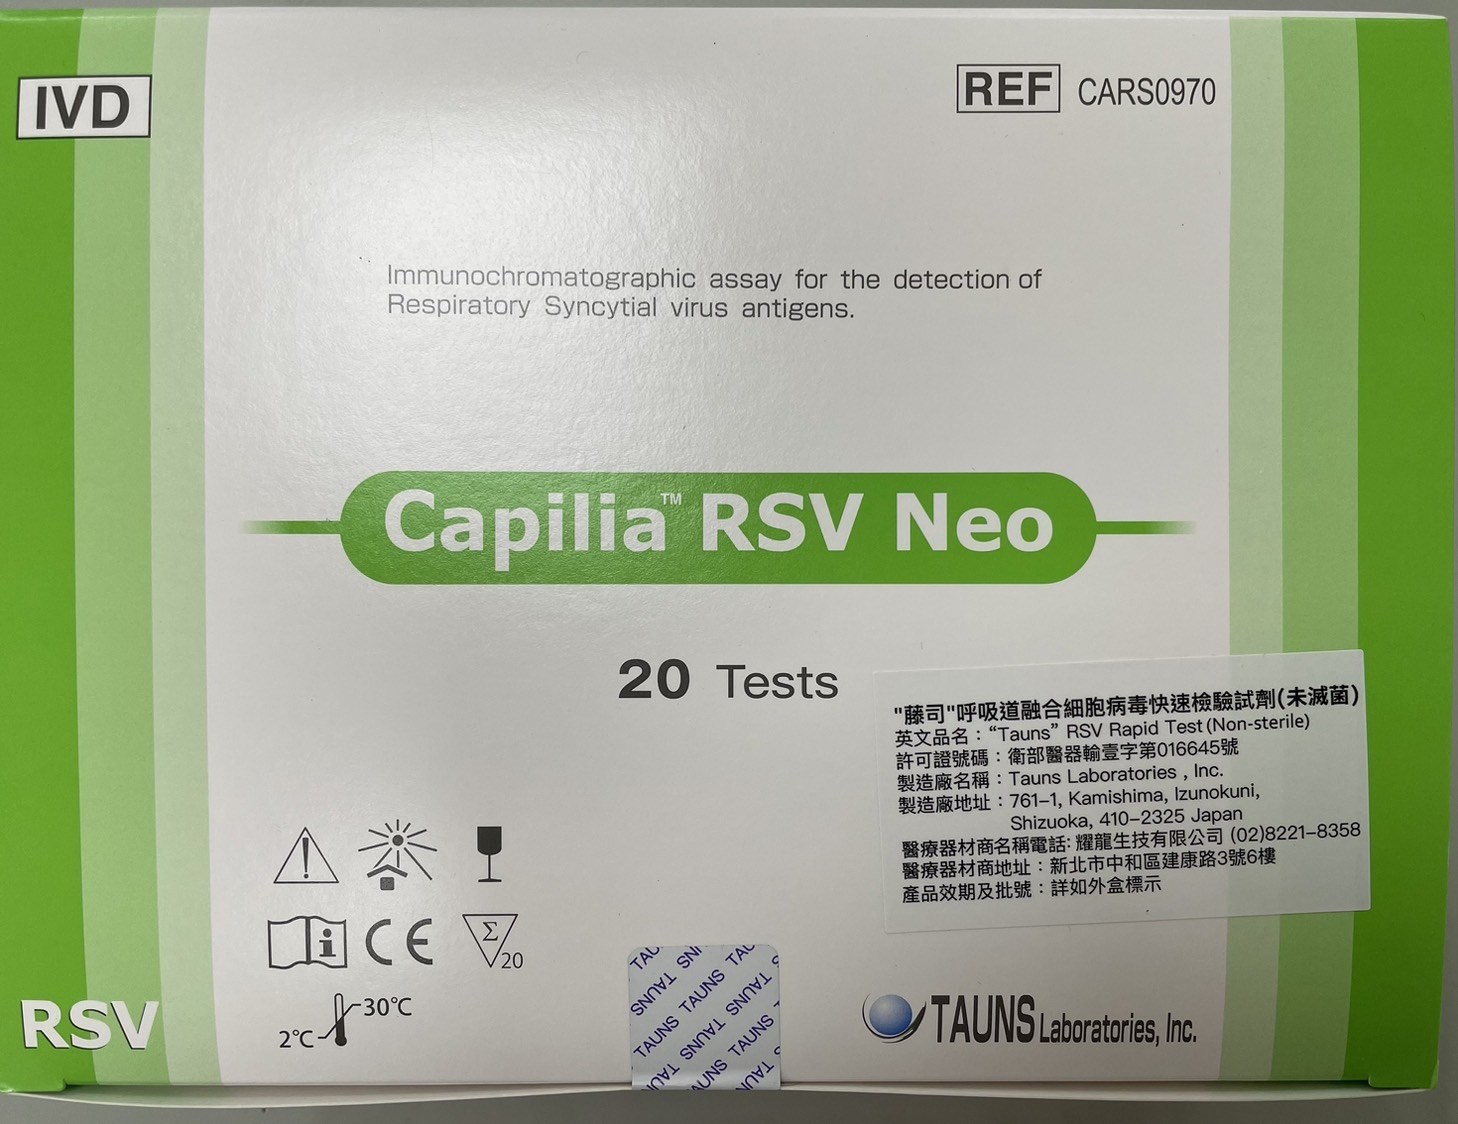 IVD
REF CARS0970
Immunochromatographic assay for the detection of
Respiratory Syncytial virus antigens.
Capilia™ RSV Neo
20 Tests
"藤司"呼吸道融合細胞病毒快速檢驗試劑(未滅菌)
英文品名：“Tauns” RSV Rapid Test (Non-sterile)
許可證號碼：衛部醫器輸壹字第016645號
製造廠名稱：Tauns Laboratories , Inc.
製造廠地址：761-1, Kamishima, Izunokuni,
Shizuoka, 410-2325 Japan
醫療器材商名稱電話: 耀龍生技有限公司 (02)8221-8358
醫療器材商地址：新北市中和區建康路3號6樓
產品效期及批號：詳如外盒標示
i CE Σ 20
2℃ 30℃
RSV
TAUNS TAUNS TAUNS TAUNS TAUNS TAUNS
TAUNS Laboratories, Inc.